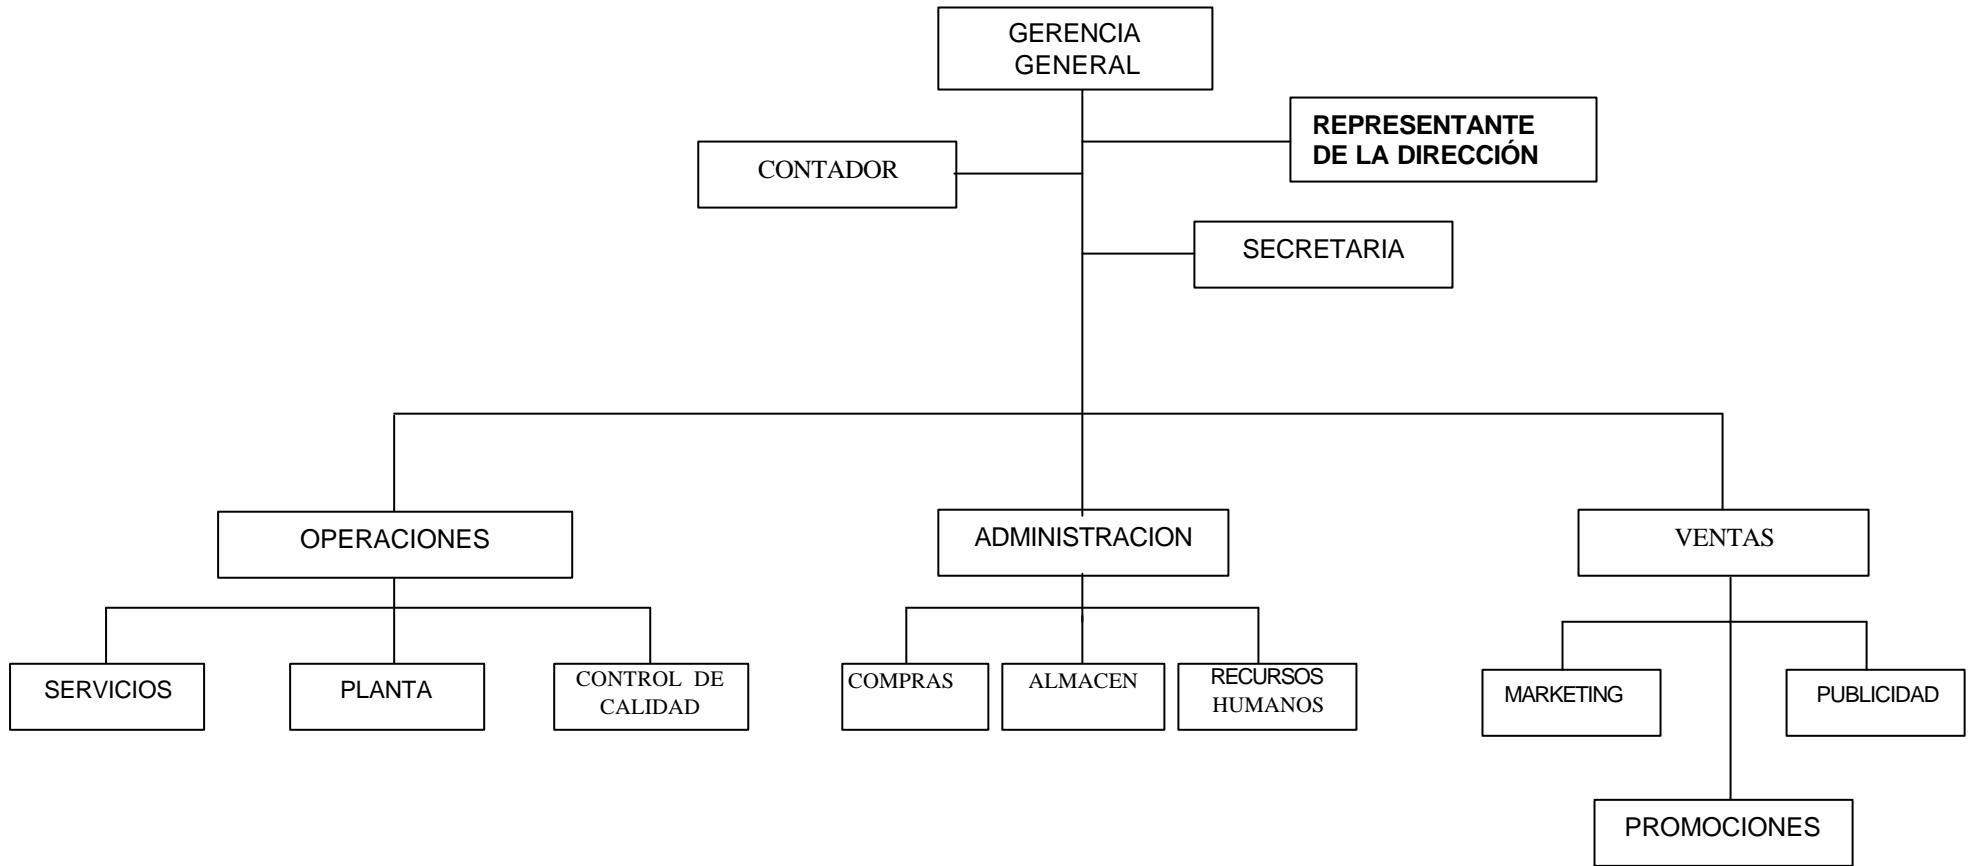 GERENCIA
GENERAL
REPRESENTANTE
DE LA DIRECCIÓN
CONTADOR
SECRETARIA
OPERACIONES
ADMINISTRACION
VENTAS
SERVICIOS
PLANTA
CONTROL DE
CALIDAD
COMPRAS
ALMACEN
RECURSOS
HUMANOS
MARKETING
PUBLICIDAD
PROMOCIONES